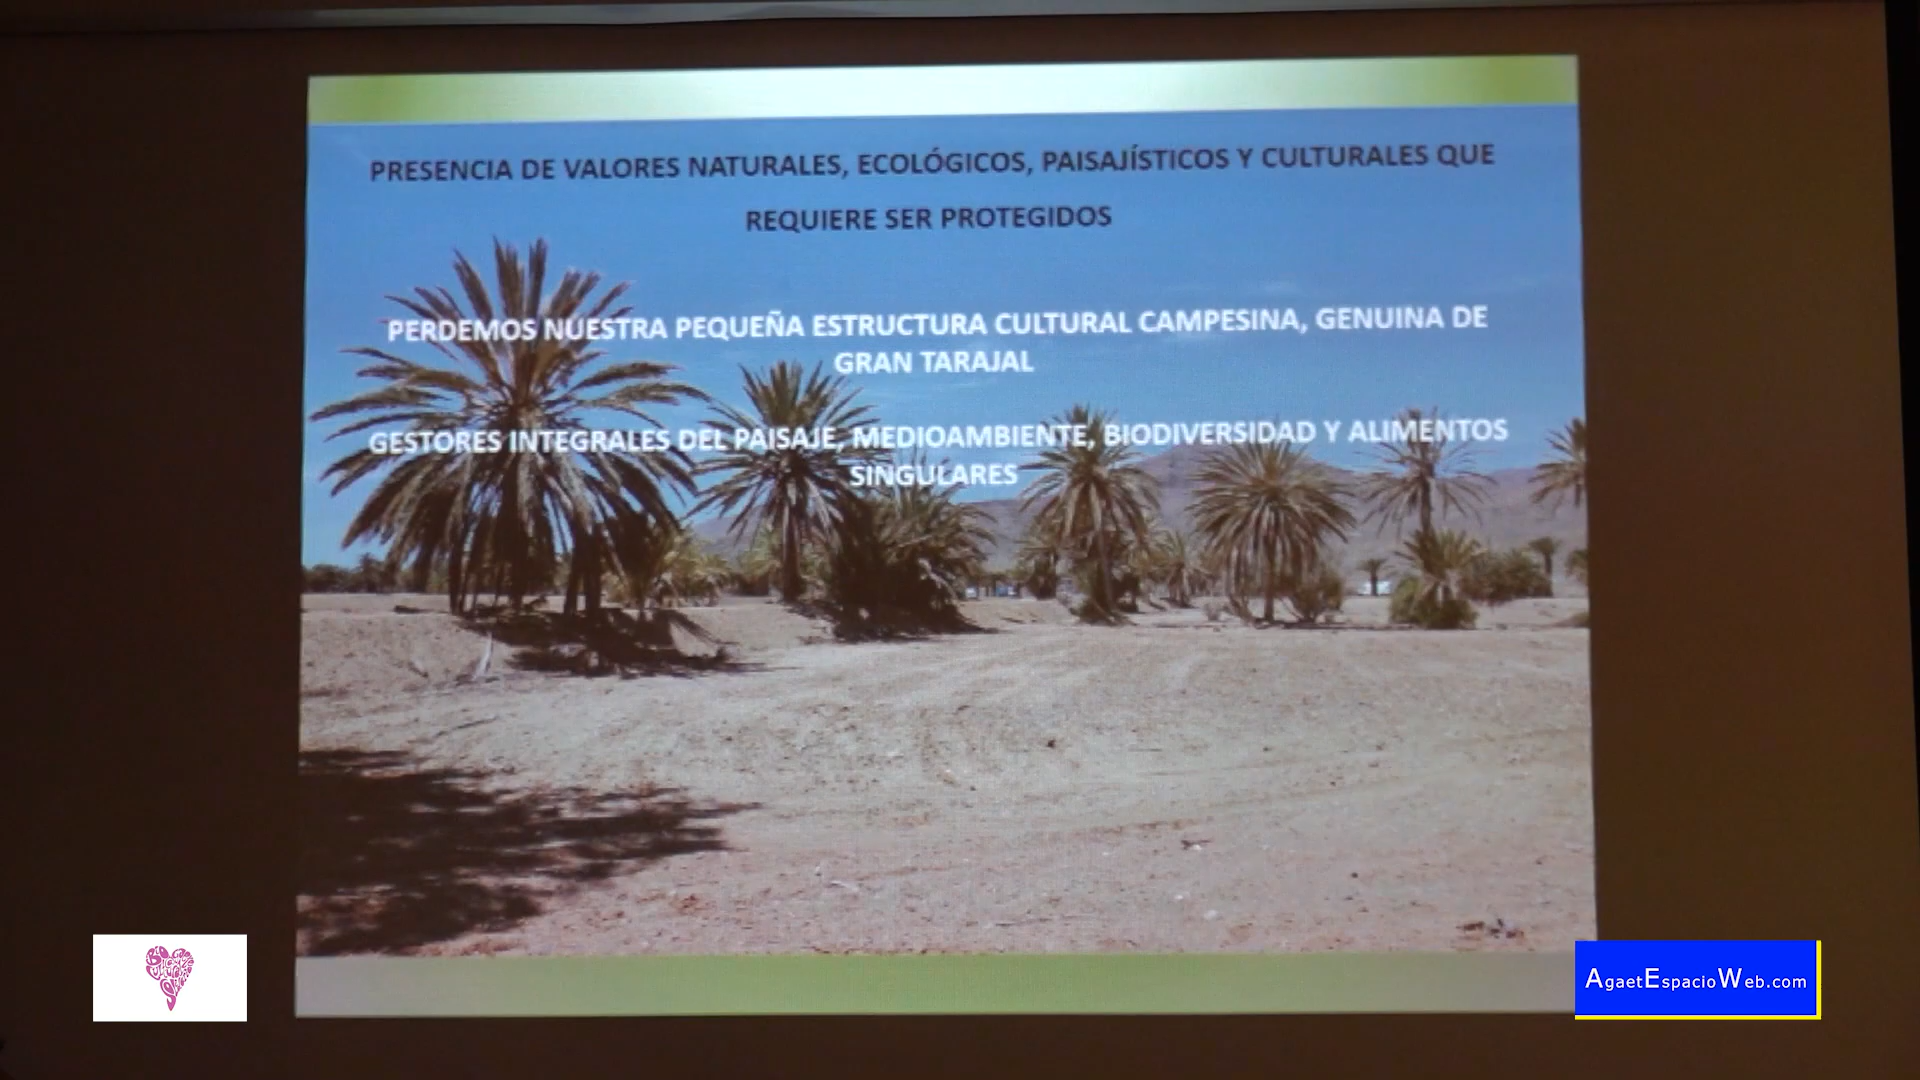 PRESENCIA DE VALORES NATURALES, ECOLÓGICOS, PAISAJÍSTICOS Y CULTURALES QUE
REQUIERE SER PROTEGIDOS
PERDEMOS NUESTRA PEQUEÑA ESTRUCTURA CULTURAL CAMPESINA, GENUINA DE
GRAN TARAJAL
GESTORES INTEGRALES DEL PAISAJE, MEDIOAMBIENTE, BIODIVERSIDAD Y ALIMENTOS
SINGULARES
AgaetEspacioWeb.com